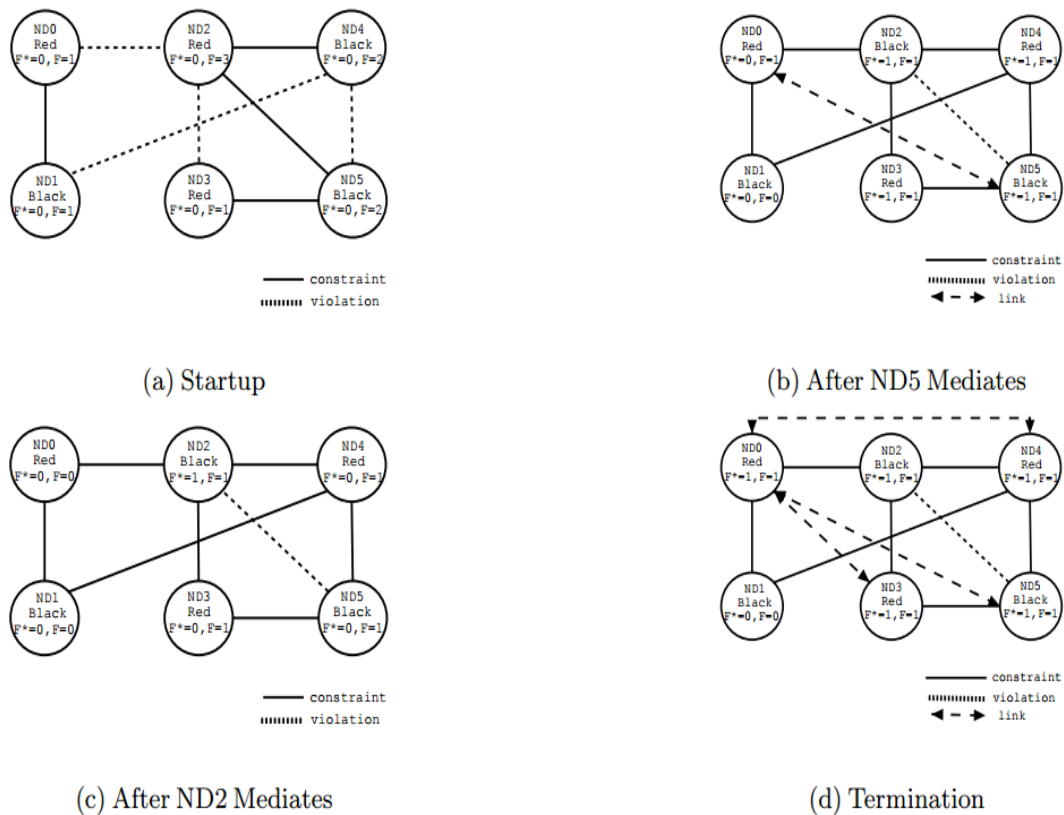 ND0
Red
F*=0,F=1
ND2
Red
F*=0,F=3
ND4
Black
F*=0,F=2
ND1
Black
F*=0,F=1
ND3
Red
F*=0,F=1
ND5
Black
F*=0,F=2
constraint
violation
(a) Startup
ND0
Red
F*=0,F=1
ND2
Black
F*=1,F=1
ND4
Red
F*=1,F=1
ND1
Black
F*=0,F=0
ND3
Red
F*=1,F=1
ND5
Black
F*=1,F=1
constraint
violation
link
(b) After ND5 Mediates
ND0
Red
F*=0,F=0
ND2
Black
F*=1,F=1
ND4
Red
F*=0,F=1
ND1
Black
F*=0,F=0
ND3
Red
F*=0,F=1
ND5
Black
F*=0,F=1
constraint
violation
(c) After ND2 Mediates
ND0
Red
F*=1,F=1
ND2
Black
F*=1,F=1
ND4
Red
F*=1,F=1
ND1
Black
F*=0,F=0
ND3
Red
F*=1,F=1
ND5
Black
F*=1,F=1
constraint
violation
link
(d) Termination